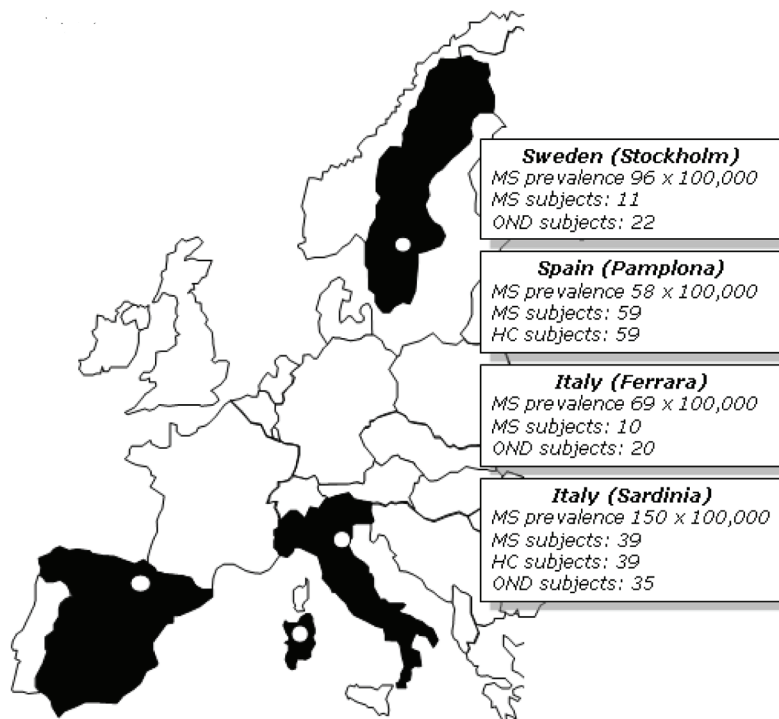 Sweden (Stockholm)
MS prevalence 96 x 100,000
MS subjects: 11
OND subjects: 22
Spain (Pamplona)
MS prevalence 58 x 100,000
MS subjects: 59
HC subjects: 59
Italy (Ferrara)
MS prevalence 69 x 100,000
MS subjects: 10
OND subjects: 20
Italy (Sardinia)
MS prevalence 150 x 100,000
MS subjects: 39
HC subjects: 39
OND subjects: 35